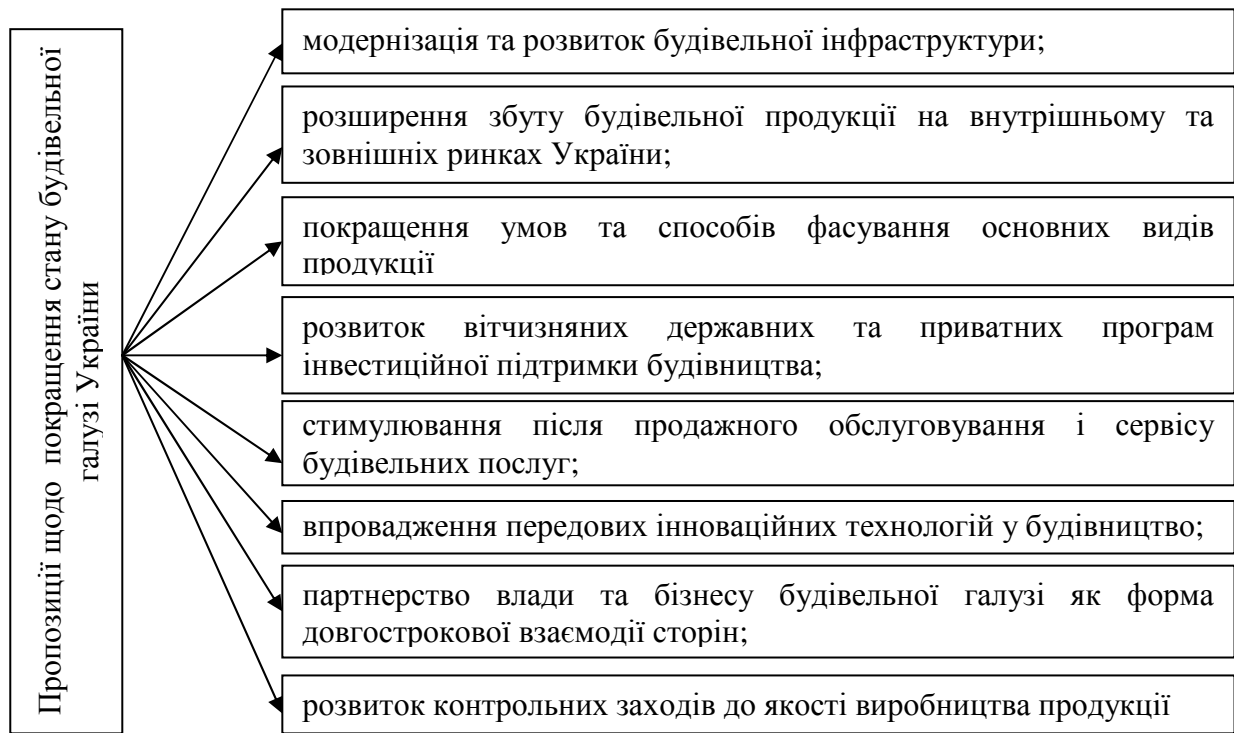 Пропозиції щодо покращення стану будівельної
галузі України
модернізація та розвиток будівельної інфраструктури;
розширення збуту будівельної продукції на внутрішньому та
зовнішніх ринках України;
покращення умов та способів фасування основних видів
продукції
розвиток вітчизняних державних та приватних програм
інвестиційної підтримки будівництва;
стимулювання після продажного обслуговування і сервісу
будівельних послуг;
впровадження передових інноваційних технологій у будівництво;
партнерство влади та бізнесу будівельної галузі як форма
довгострокової взаємодії сторін;
розвиток контрольних заходів до якості виробництва продукції